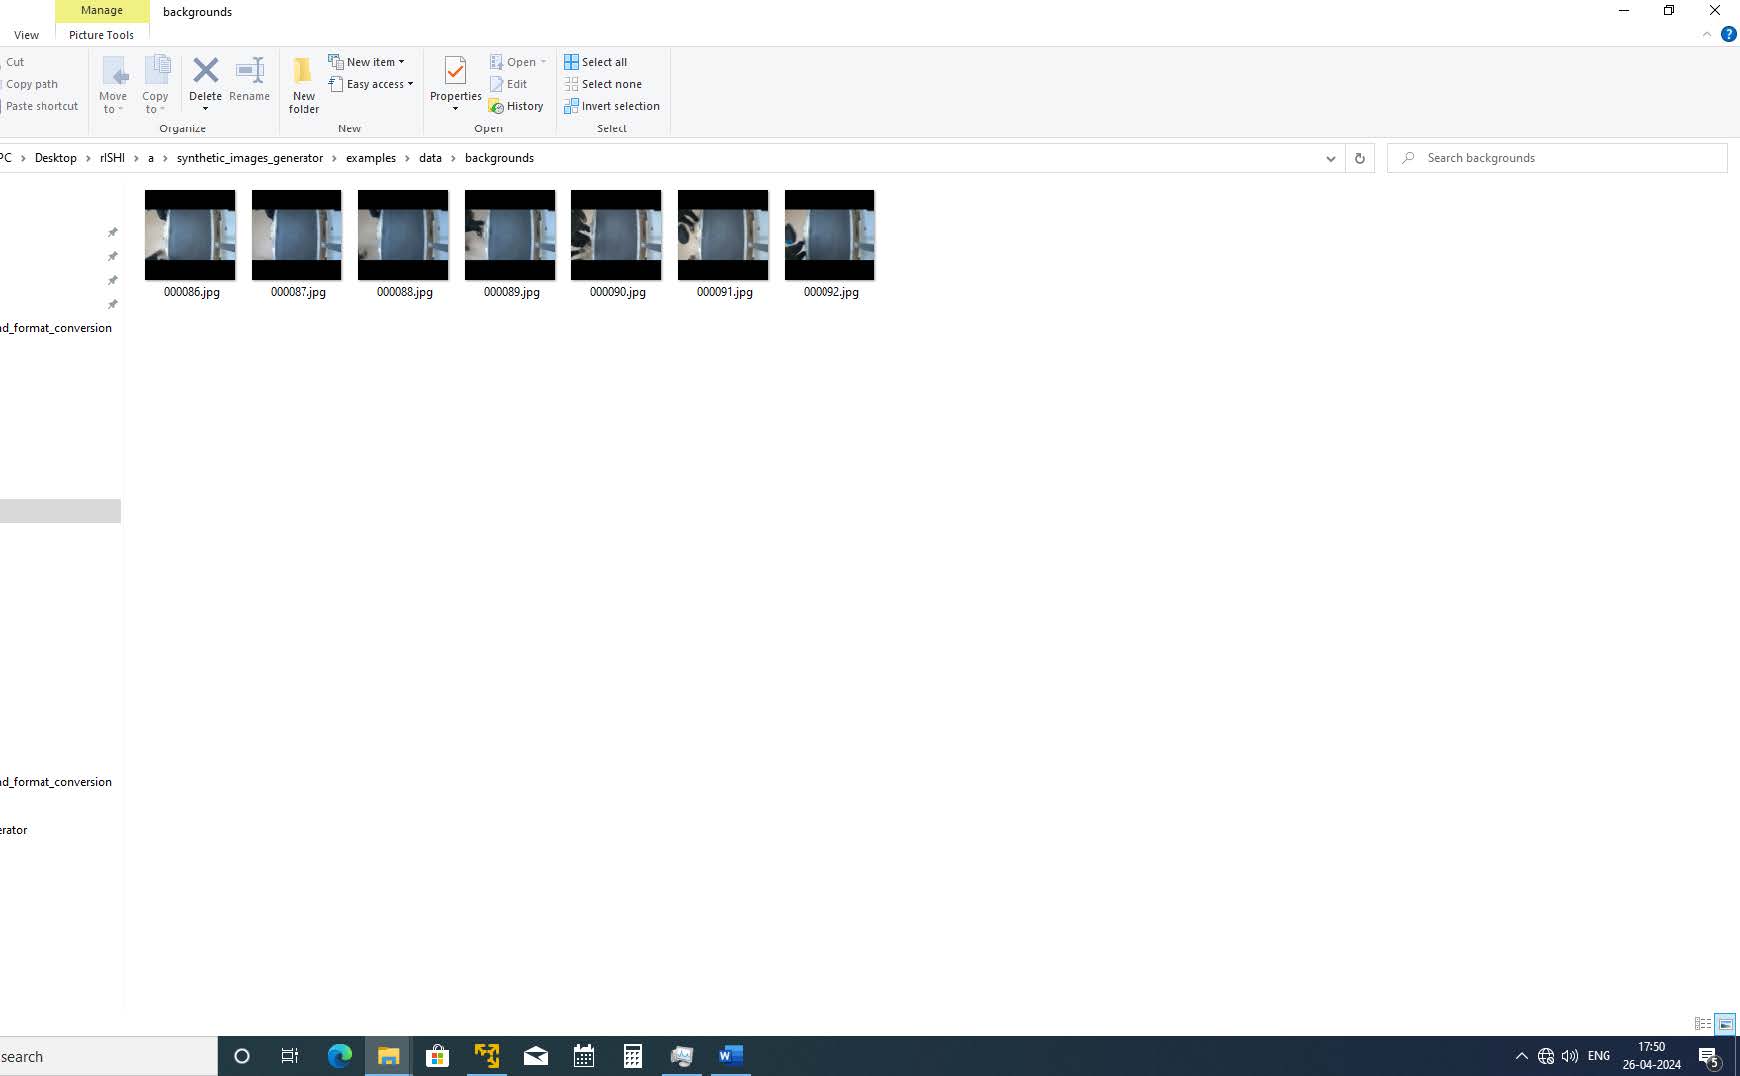 Manage backgrounds
View Picture Tools
Cut
Copy path
Paste shortcut
Move to
Copy to
Delete
Rename
Organize
New folder
New item
Easy access
New
Properties
Open
Edit
History
Open
Select all
Select none
Invert selection
Select
PC > Desktop > rISHI > a > synthetic_images_generator > examples > data > backgrounds
Search backgrounds
000086.jpg 000087.jpg 000088.jpg 000089.jpg 000090.jpg 000091.jpg 000092.jpg
nd_format_conversion
nd_format_conversion
erator
search
ENG
17:50
26-04-2024
5